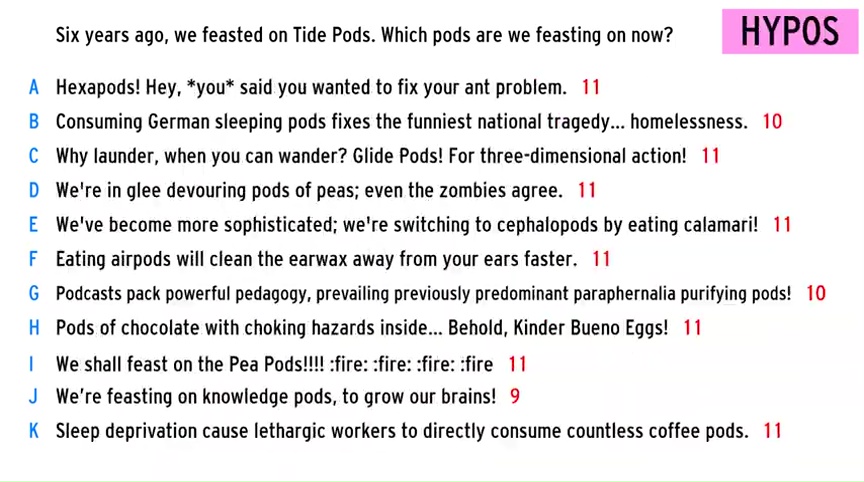 Six years ago, we feasted on Tide Pods. Which pods are we feasting on now?
HYPOS
A Hexapods! Hey, *you* said you wanted to fix your ant problem. 11
B Consuming German sleeping pods fixes the funniest national tragedy... homelessness. 10
C Why launder, when you can wander? Glide Pods! For three-dimensional action! 11
D We're in glee devouring pods of peas; even the zombies agree. 11
E We've become more sophisticated; we're switching to cephalopods by eating calamari! 11
F Eating airpods will clean the earwax away from your ears faster. 11
G Podcasts pack powerful pedagogy, prevailing previously predominant paraphernalia purifying pods! 10
H Pods of chocolate with choking hazards inside... Behold, Kinder Bueno Eggs! 11
I We shall feast on the Pea Pods!!!! :fire: :fire: :fire: :fire 11
J We’re feasting on knowledge pods, to grow our brains! 9
K Sleep deprivation cause lethargic workers to directly consume countless coffee pods. 11